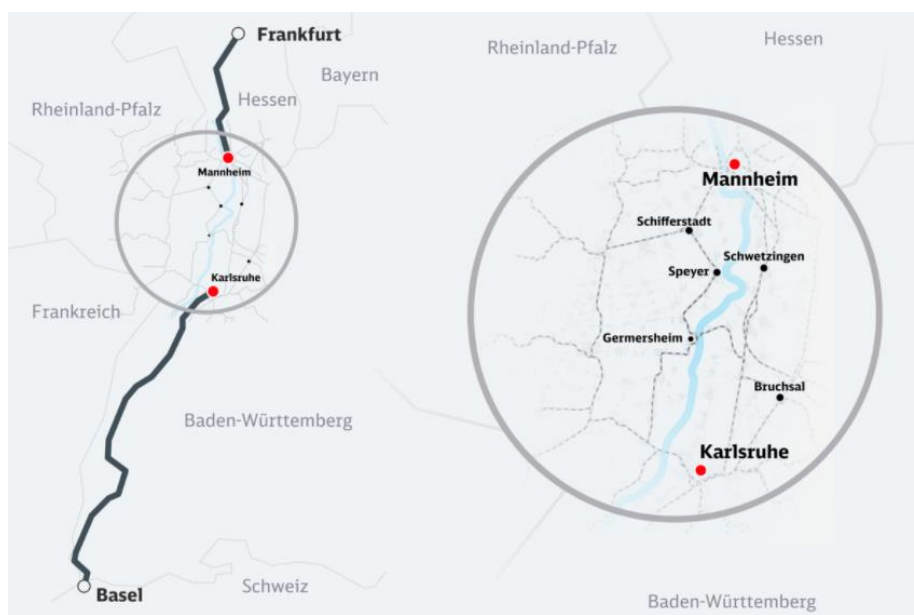 Frankfurt
Bayern
Hessen
Rheinland-Pfalz
Mannheim
Karlsruhe
Frankreich
Baden-Württemberg
Schweiz
Basel
Rheinland-Pfalz
Hessen
Mannheim
Schifferstadt
Schwetzingen
Speyer
Germersheim
Bruchsal
Karlsruhe
Baden-Württemberg